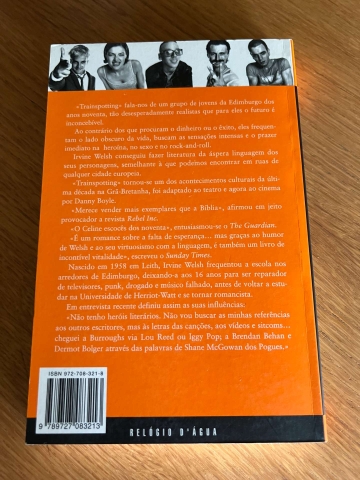 «Trainspotting» fala-nos de um grupo de jovens da Edimburgo dos
anos noventa, tão desesperadamente realistas que para eles o futuro é
inconcebível.
Ao contrário dos que procuram o dinheiro ou o êxito, eles frequen-
tam o lado obscuro da vida, buscam as sensações intensas e o prazer
imediato na heroína, no sexo e no rock-and-roll.
Irvine Welsh conseguiu fazer literatura da áspera linguagem dos
seus personagens, semelhante à que podemos encontrar em ruas de
qualquer cidade europeia.
«Trainspotting» tornou-se um dos acontecimentos culturais da últi-
ma década na Grã-Bretanha, foi adaptado ao teatro e agora ao cinema
por Danny Boyle.
«Merece vender mais exemplares que a Bíblia», afirmou em jeito
provocador a revista Rebel Inc.
«O Celine escocês dos noventa», entusiasmou-se o The Guardian.
«É um romance sobre a falta de esperança... mas graças ao humor
de Welsh e ao seu virtuosismo com a linguagem, é também um livro de
incontível vitalidade», escreveu o Sunday Times.
Nascido em 1958 em Leith, Irvine Welsh frequentou a escola nos
arredores de Edimburgo, deixando-a aos 16 anos para ser reparador
de televisores, punk, drogado e músico falhado, antes de voltar a estu-
dar na Universidade de Herriot-Watt e se tornar romancista.
Em entrevista recente definiu assim as suas influências:
«Não tenho heróis literários. Não vou buscar as minhas referências
aos outros escritores, mas às letras das canções, aos vídeos e sitcoms...
cheguei a Burroughs via Lou Reed ou Iggy Pop; a Brendan Behan e
Dermot Bolger através das palavras de Shane McGowan dos Pogues.»
ISBN 972-708-321-8
9 789727 083213
RELÓGIO D'ÁGUA